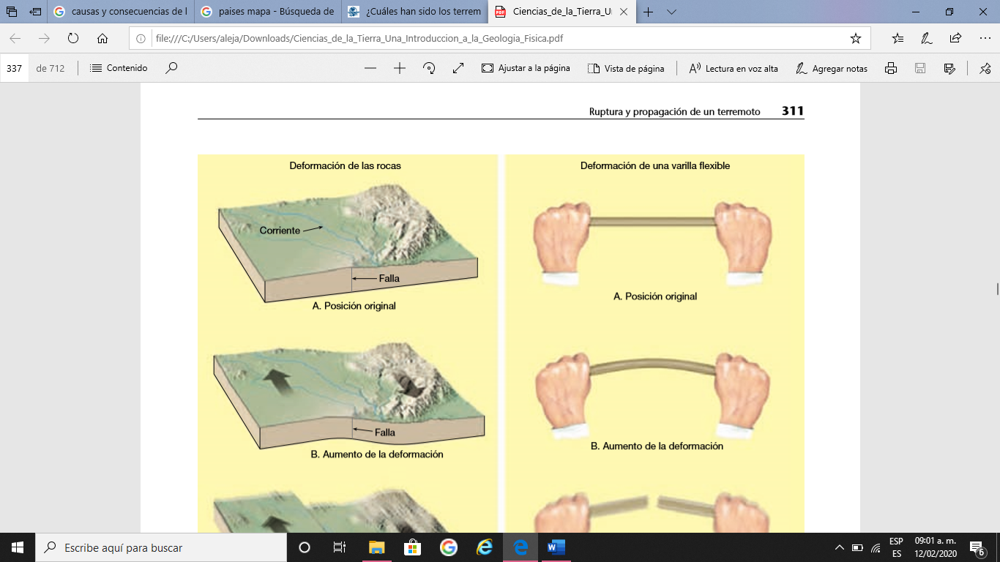 causas y consecuencias de l
paises mapa - Búsqueda de
¿Cuáles han sido los terrem
PDF
Ciencias_de_la_Tierra_Un
file:///C:/Users/aleja/Downloads/Ciencias_de_la_Tierra_Una_Introduccion_a_la_Geologia_Fisica.pdf
337 de 712 Contenido Ajustar a la página Vista de página Lectura en voz alta Agregar notas
Ruptura y propagación de un terremoto 311
Deformación de las rocas
Corriente
Falla
A. Posición original
Falla
B. Aumento de la deformación
Deformación de una varilla flexible
A. Posición original
B. Aumento de la deformación
Escribe aquí para buscar
ESP
ES
09:01 a. m.
12/02/2020
6